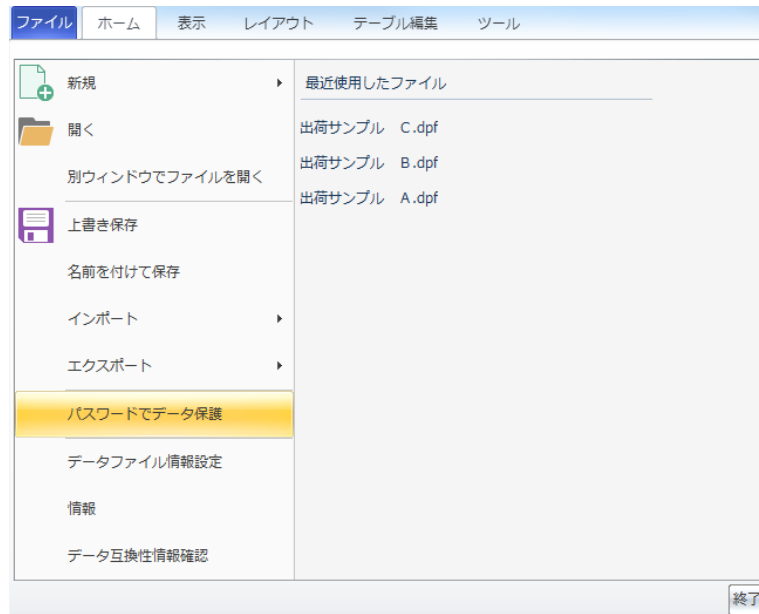 ファイル ホーム 表示 レイアウト テーブル編集 ツール
新規
開く
別ウィンドウでファイルを開く
上書き保存
名前を付けて保存
インポート
エクスポート
パスワードでデータ保護
データファイル情報設定
情報
データ互換性情報確認
最近使用したファイル
出荷サンプル　C.dpf
出荷サンプル　B.dpf
出荷サンプル　A.dpf
終了